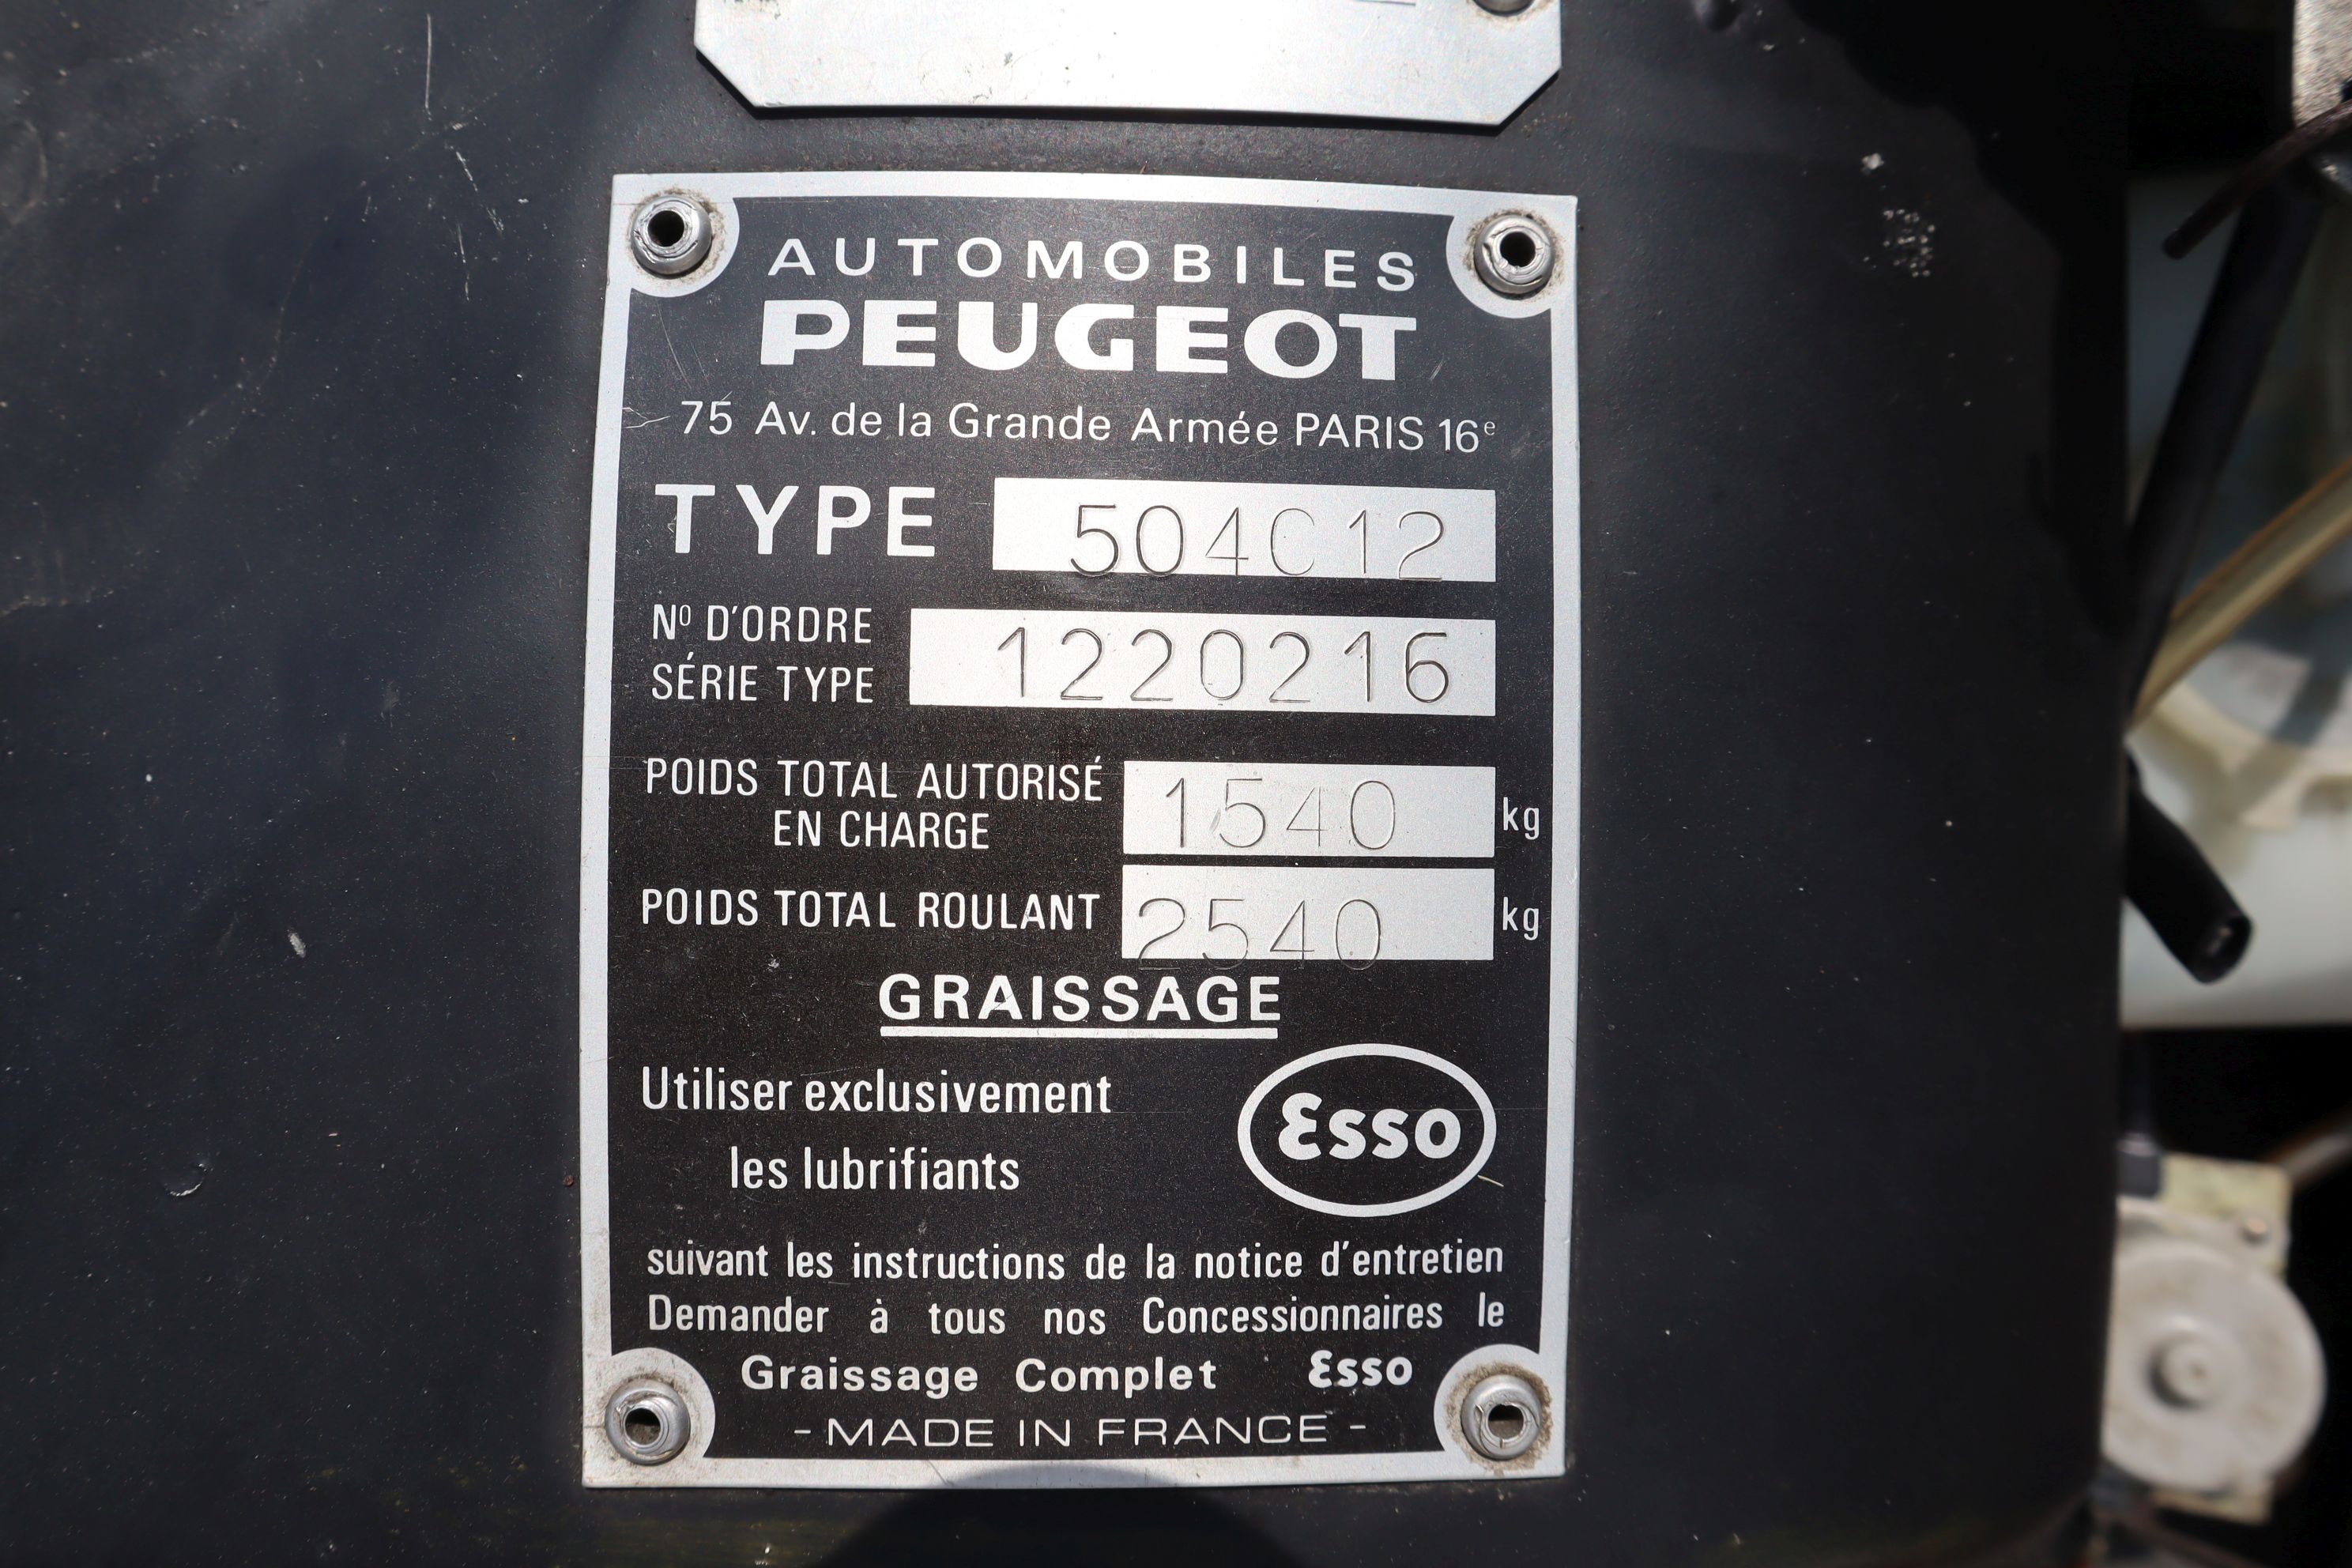 AUTOMOBILES
PEUGEOT
75 Av. de la Grande Armée PARIS 16e
TYPE 504C12
No D'ORDRE
SÉRIE TYPE 1220216
POIDS TOTAL AUTORISÉ
EN CHARGE 1540 kg
POIDS TOTAL ROULANT 2540 kg
GRAISSAGE
Utiliser exclusivement
les lubrifiants
Esso
suivant les instructions de la notice d'entretien
Demander à tous nos Concessionnaires le
Graissage Complet Esso
- MADE IN FRANCE -